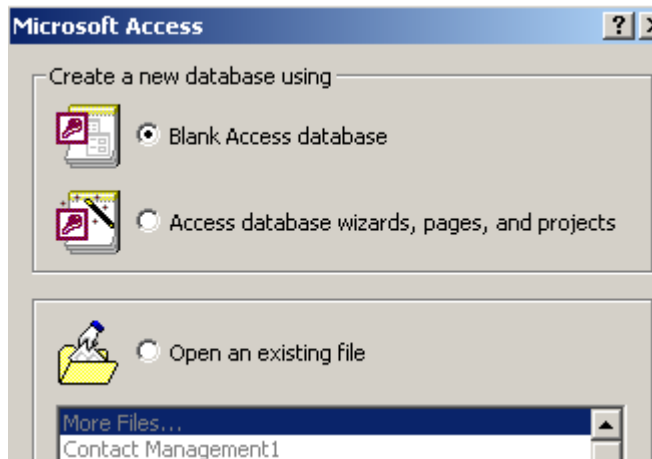 Microsoft Access
Create a new database using
Blank Access database
Access database wizards, pages, and projects
Open an existing file
More Files...
Contact Management1